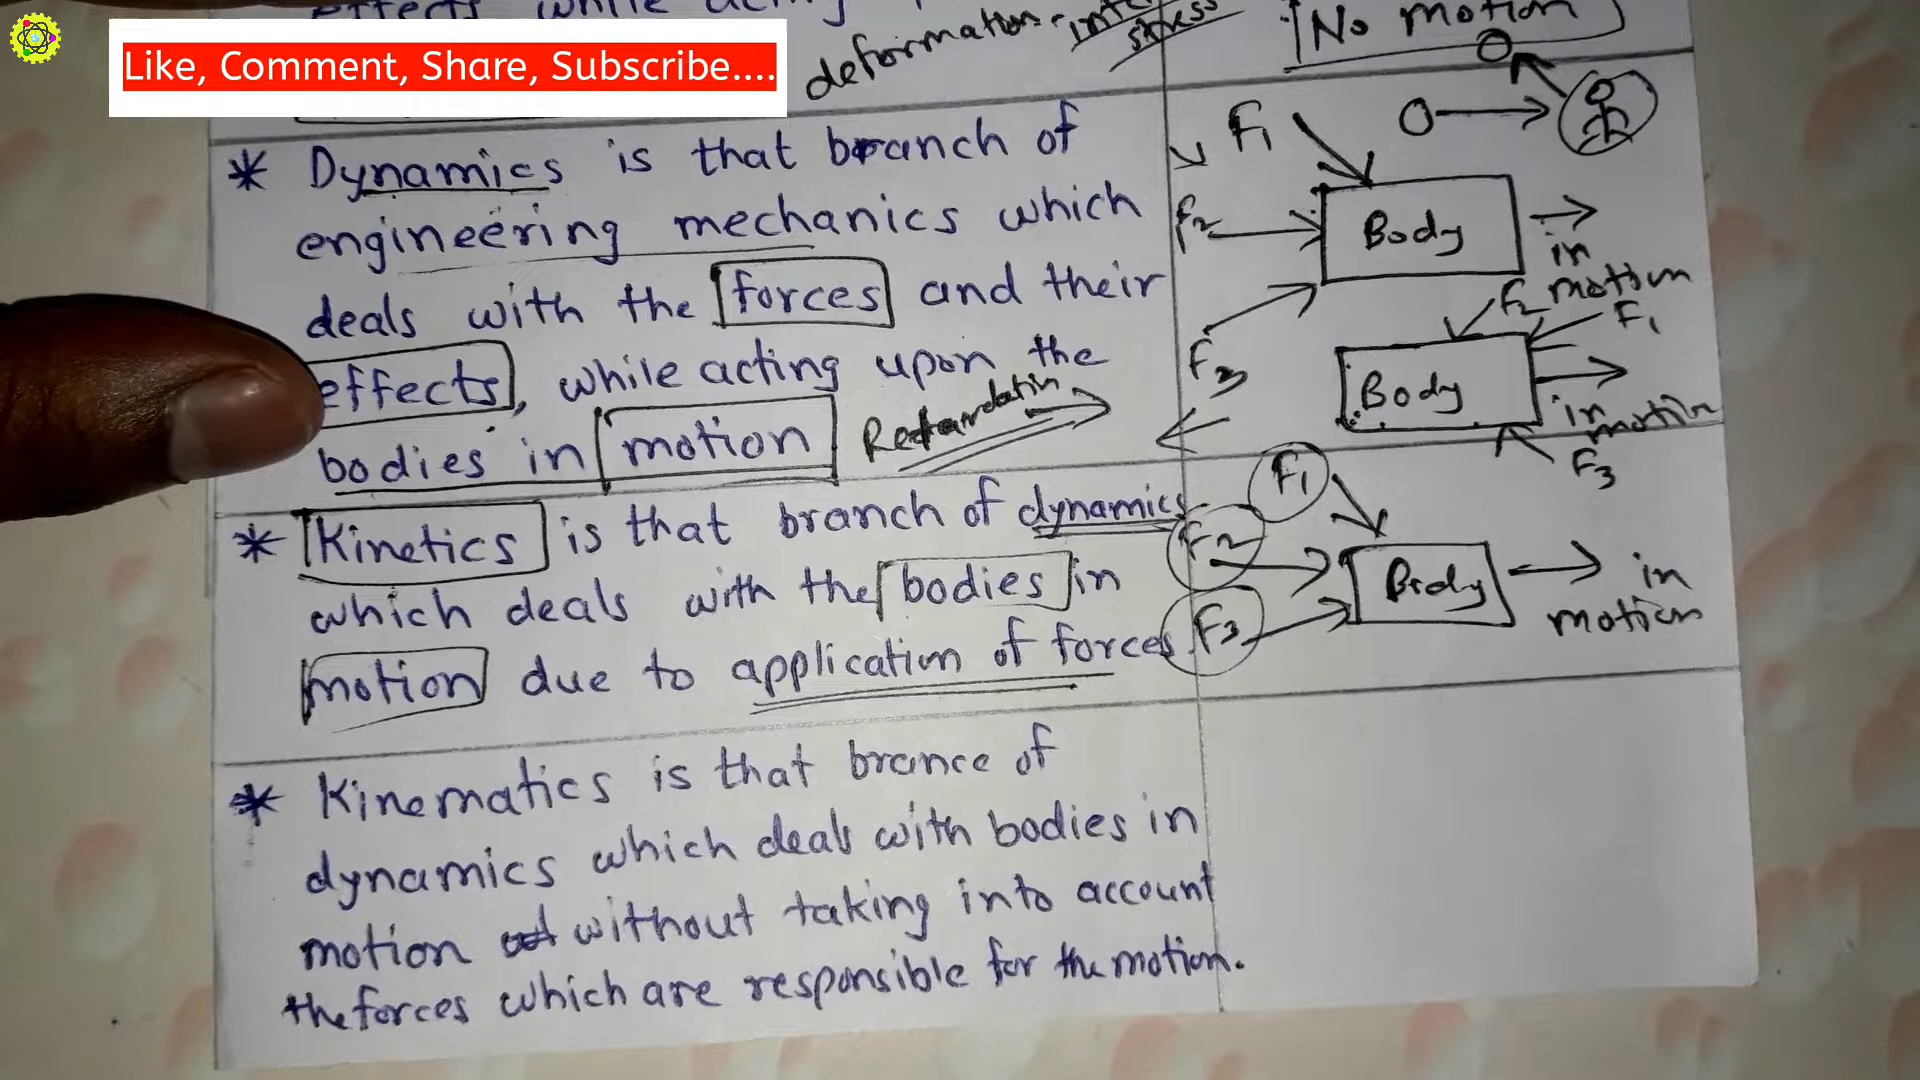 effects while
deformation.
stress
No motion
Like, Comment, Share, Subscribe....
* Dynamics is that branch of
engineering mechanics which
deals with the forces and their
effects, while acting upon the
bodies in motion
Retardation
F1
F2
F3
Body
in
motion
F2
F1
Body
in
motion
F3
* Kinetics is that branch of dynamics
which deals with the bodies in
motion due to application of forces
F1
F2
F3
Body
in
motion
* Kinematics is that brance of
dynamics which deals with bodies in
motion without taking into account
the forces which are responsible for the motion.